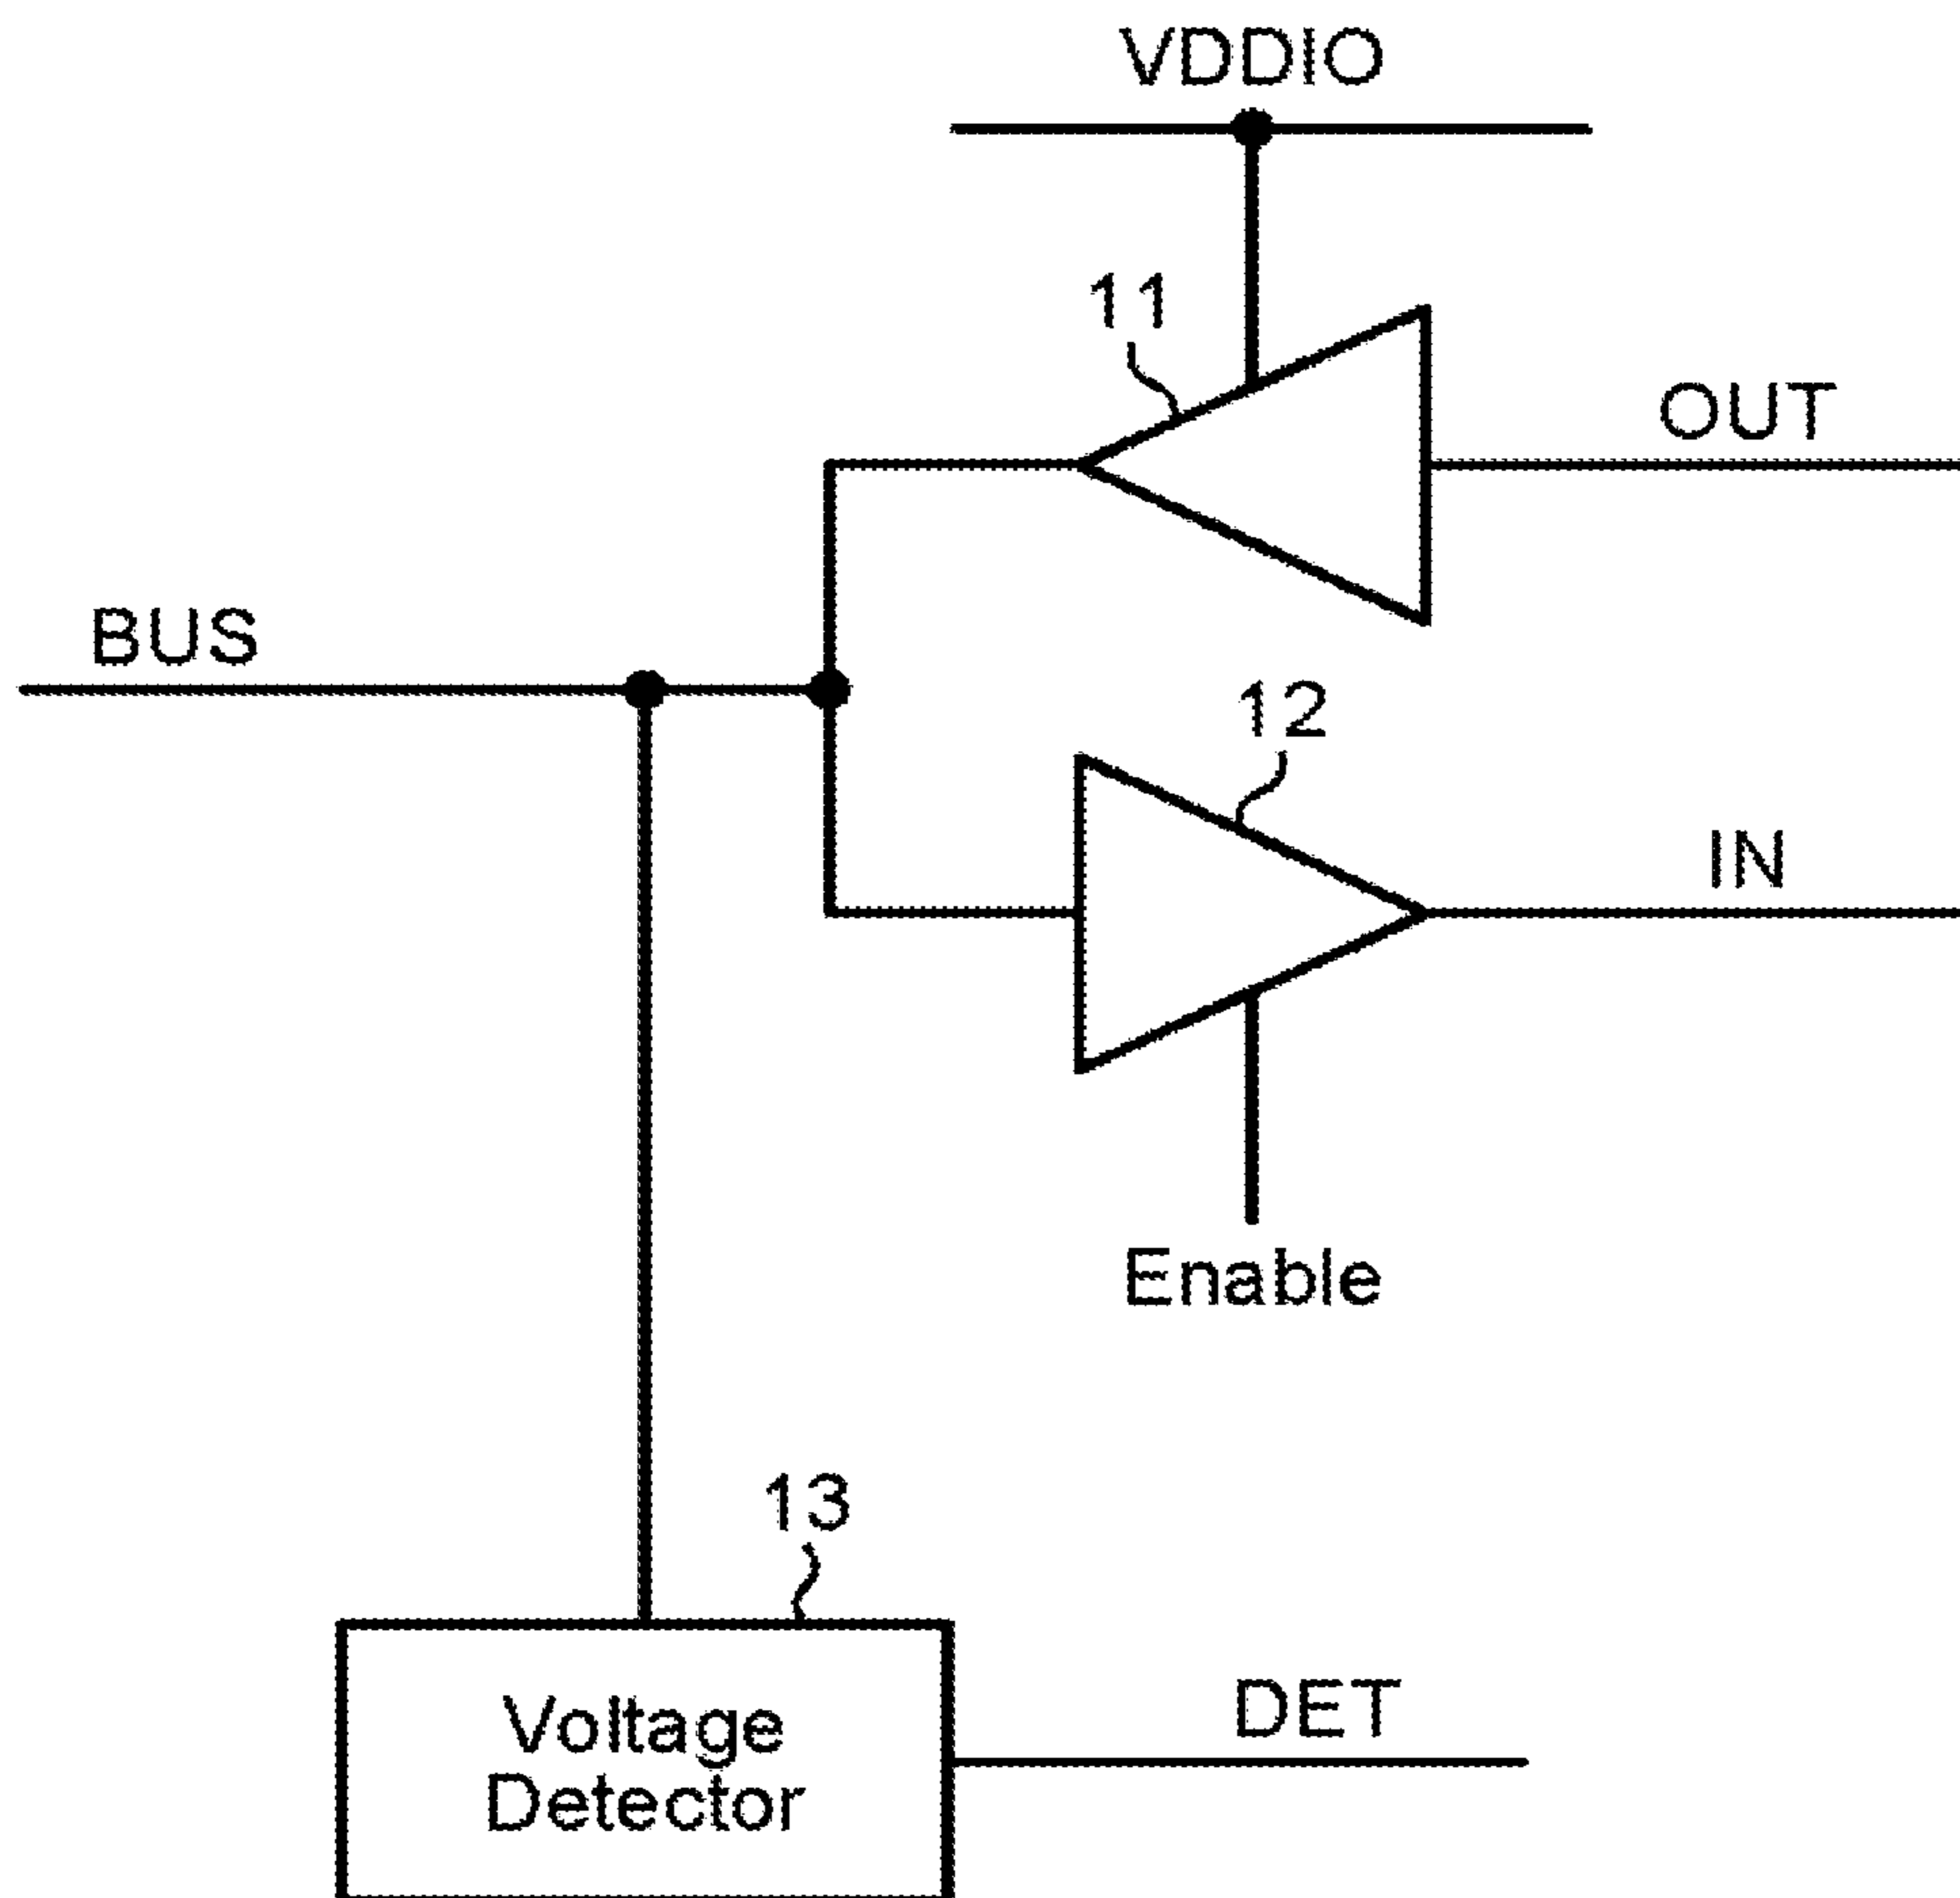 VDDIO
11
OUT
BUS
12
IN
Enable
13
Voltage
Detector
DET